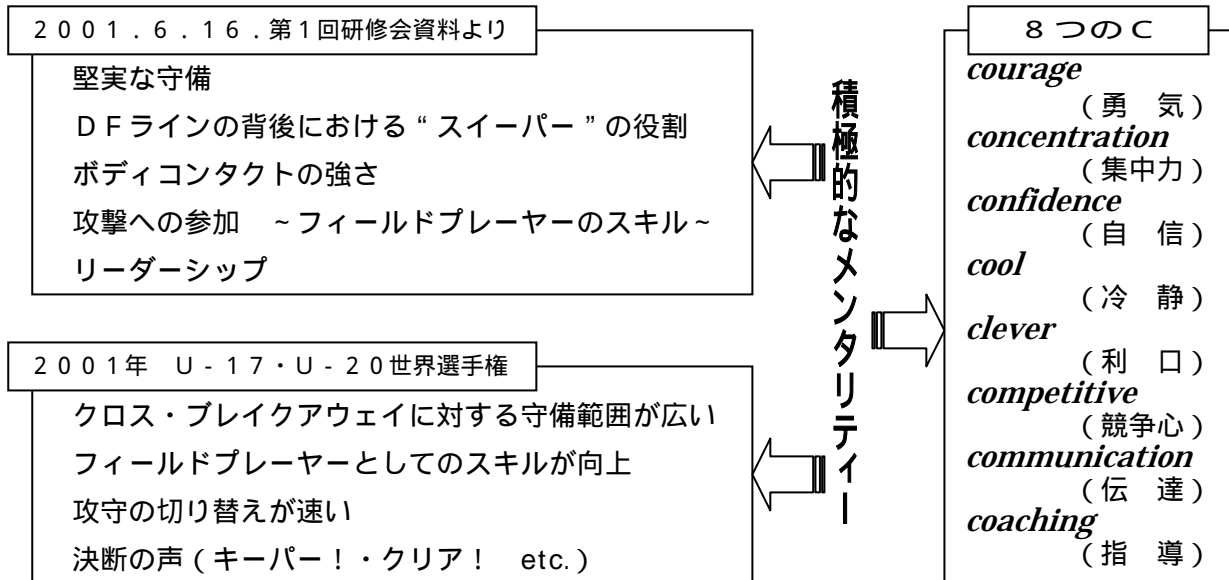 ２００１．６．１６．第１回研修会資料より
堅実な守備
ＤＦラインの背後における“スイーパー”の役割
ボディコンタクトの強さ
攻撃への参加　～フィールドプレーヤーのスキル～
リーダーシップ
２００１年　Ｕ-１７・Ｕ-２０世界選手権
クロス・ブレイクアウェイに対する守備範囲が広い
フィールドプレーヤーとしてのスキルが向上
攻守の切り替えが速い
決断の声（キーパー！・クリア！　etc.）
積極的なメンタリティー
８つのＣ
courage
（勇　気）
concentration
（集中力）
confidence
（自　信）
cool
（冷　静）
clever
（利　口）
competitive
（競争心）
communication
（伝　達）
coaching
（指　導）